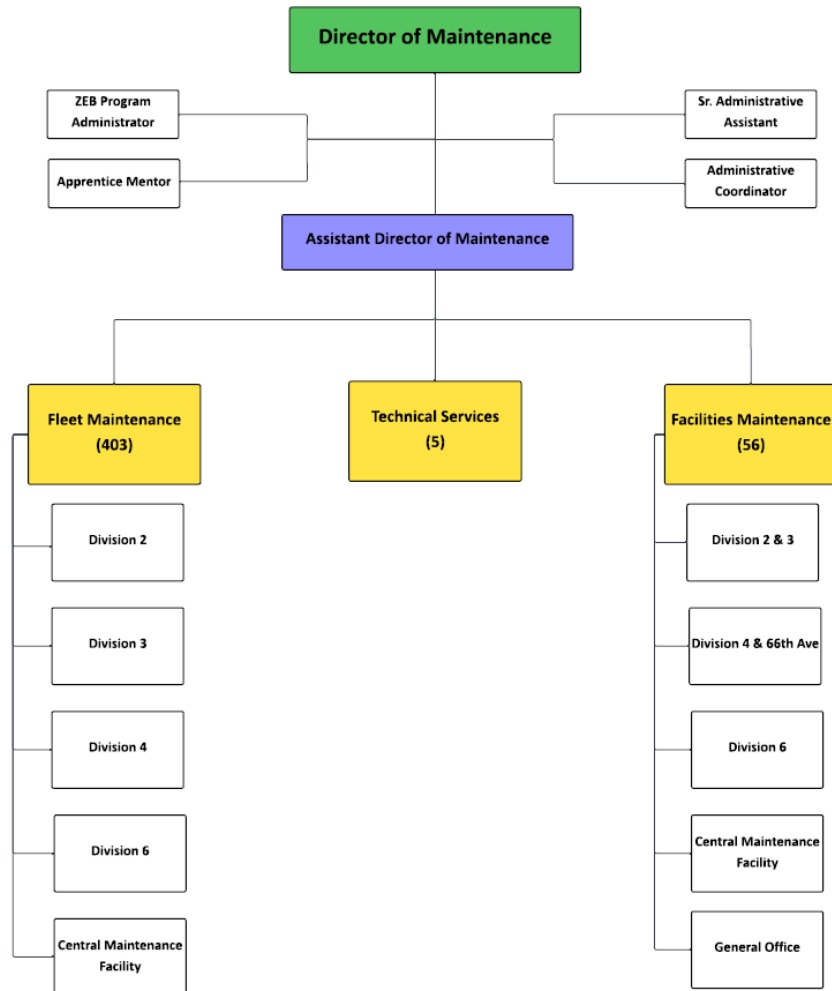 Director of Maintenance
ZEB Program
Administrator
Sr. Administrative
Assistant
Apprentice Mentor
Administrative
Coordinator
Assistant Director of Maintenance
Fleet Maintenance
(403)
Technical Services
(5)
Facilities Maintenance
(56)
Division 2
Division 3
Division 4
Division 6
Central Maintenance
Facility
Division 2 & 3
Division 4 & 66th Ave
Division 6
Central Maintenance
Facility
General Office